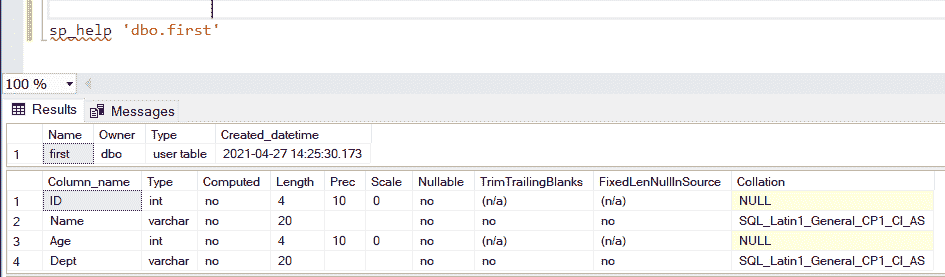 sp_help 'dbo.first'
100 %
Results Messages
Name Owner Type Created_datetime
1 first dbo user table 2021-04-27 14:25:30.173
Column_name Type Computed Length Prec Scale Nullable TrimTrailingBlanks FixedLenNullInSource Collation
1 ID int no 4 10 0 no (n/a) (n/a) NULL
2 Name varchar no 20 no no no SQL_Latin1_General_CP1_CI_AS
3 Age int no 4 10 0 no (n/a) (n/a) NULL
4 Dept varchar no 20 no no no SQL_Latin1_General_CP1_CI_AS